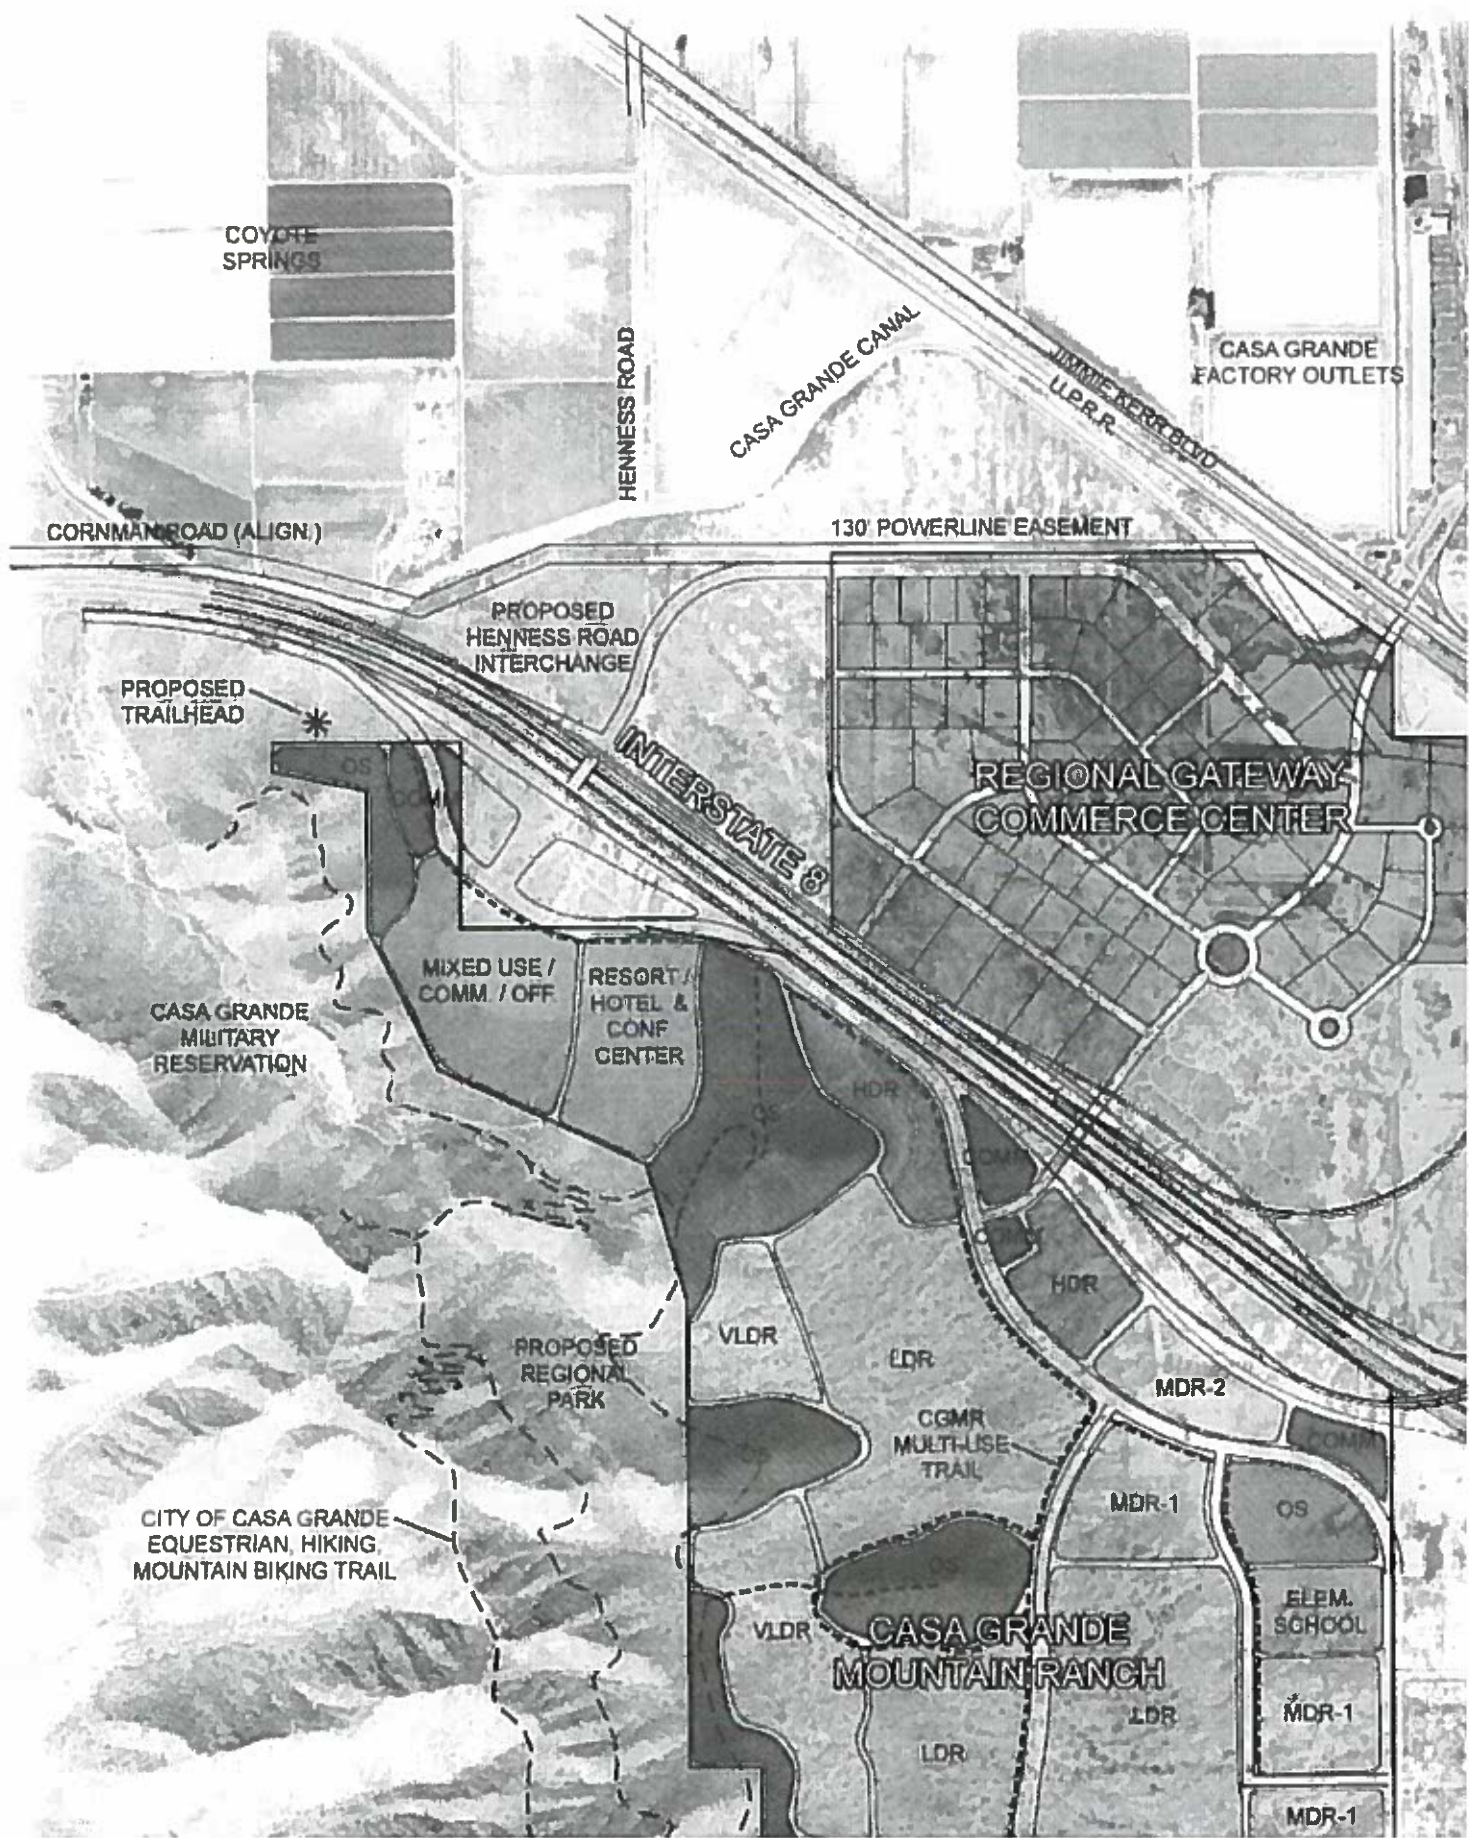 COYOTE
SPRINGS
HENNESS ROAD
CASA GRANDE CANAL
JIMMIE KERR BLVD
U.P.R.R.
CASA GRANDE
FACTORY OUTLETS
CORNMAN ROAD (ALIGN.)
130' POWERLINE EASEMENT
PROPOSED
HENNESS ROAD
INTERCHANGE
PROPOSED
TRAILHEAD
INTERSTATE 8
REGIONAL GATEWAY
COMMERCE CENTER
OS
COMM
MIXED USE /
COMM. / OFF.
RESORT /
HOTEL &
CONF
CENTER
CASA GRANDE
MILITARY
RESERVATION
HDR
OS
COMM
COMM
HDR
VLDR
LDR
MDR-2
PROPOSED
REGIONAL
PARK
CGMR
MULTI-USE
TRAIL
COMM
OS
MDR-1
OS
CITY OF CASA GRANDE
EQUESTRIAN, HIKING,
MOUNTAIN BIKING TRAIL
OS
ELEM.
SCHOOL
VLDR
CASA GRANDE
MOUNTAIN RANCH
LDR
MDR-1
LDR
MDR-1